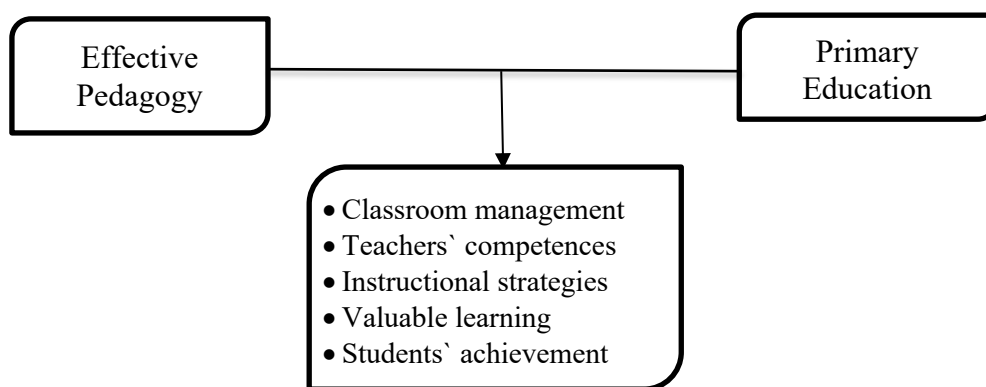 Effective
Pedagogy
Primary
Education
• Classroom management
• Teachers` competences
• Instructional strategies
• Valuable learning
• Students` achievement